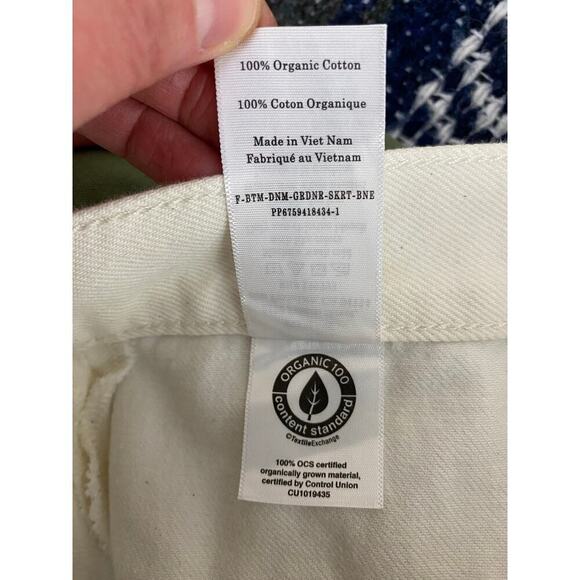 100% Organic Cotton
100% Coton Organique
Made in Viet Nam
Fabriqué au Vietnam
F-BTM-DNM-GRDNR-SKRT-BNE
PP6759418434-1
ORGANIC 100
content standard
©TextileExchange
100% OCS certified
organically grown material,
certified by Control Union
CU1019435